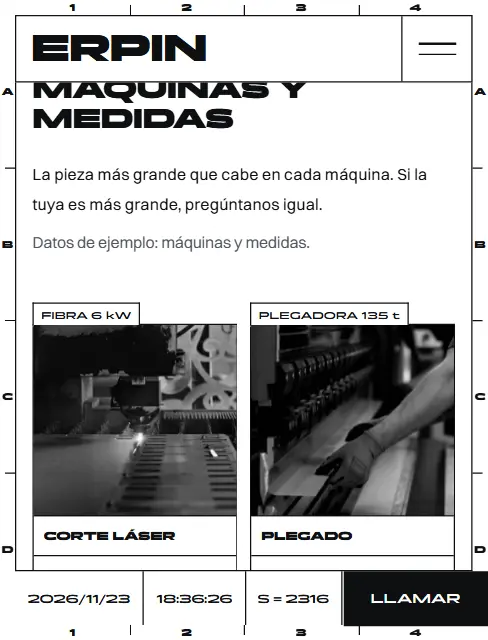 1 2 3 4
ERPIN
A A
MÁQUINAS Y
MEDIDAS
La pieza más grande que cabe en cada máquina. Si la
tuya es más grande, pregúntanos igual.
B B
Datos de ejemplo: máquinas y medidas.
FIBRA 6 kW
PLEGADORA 135 t
C C
CORTE LÁSER
PLEGADO
D D
2026/11/23 18:36:26 S = 2316 LLAMAR
1 2 3 4